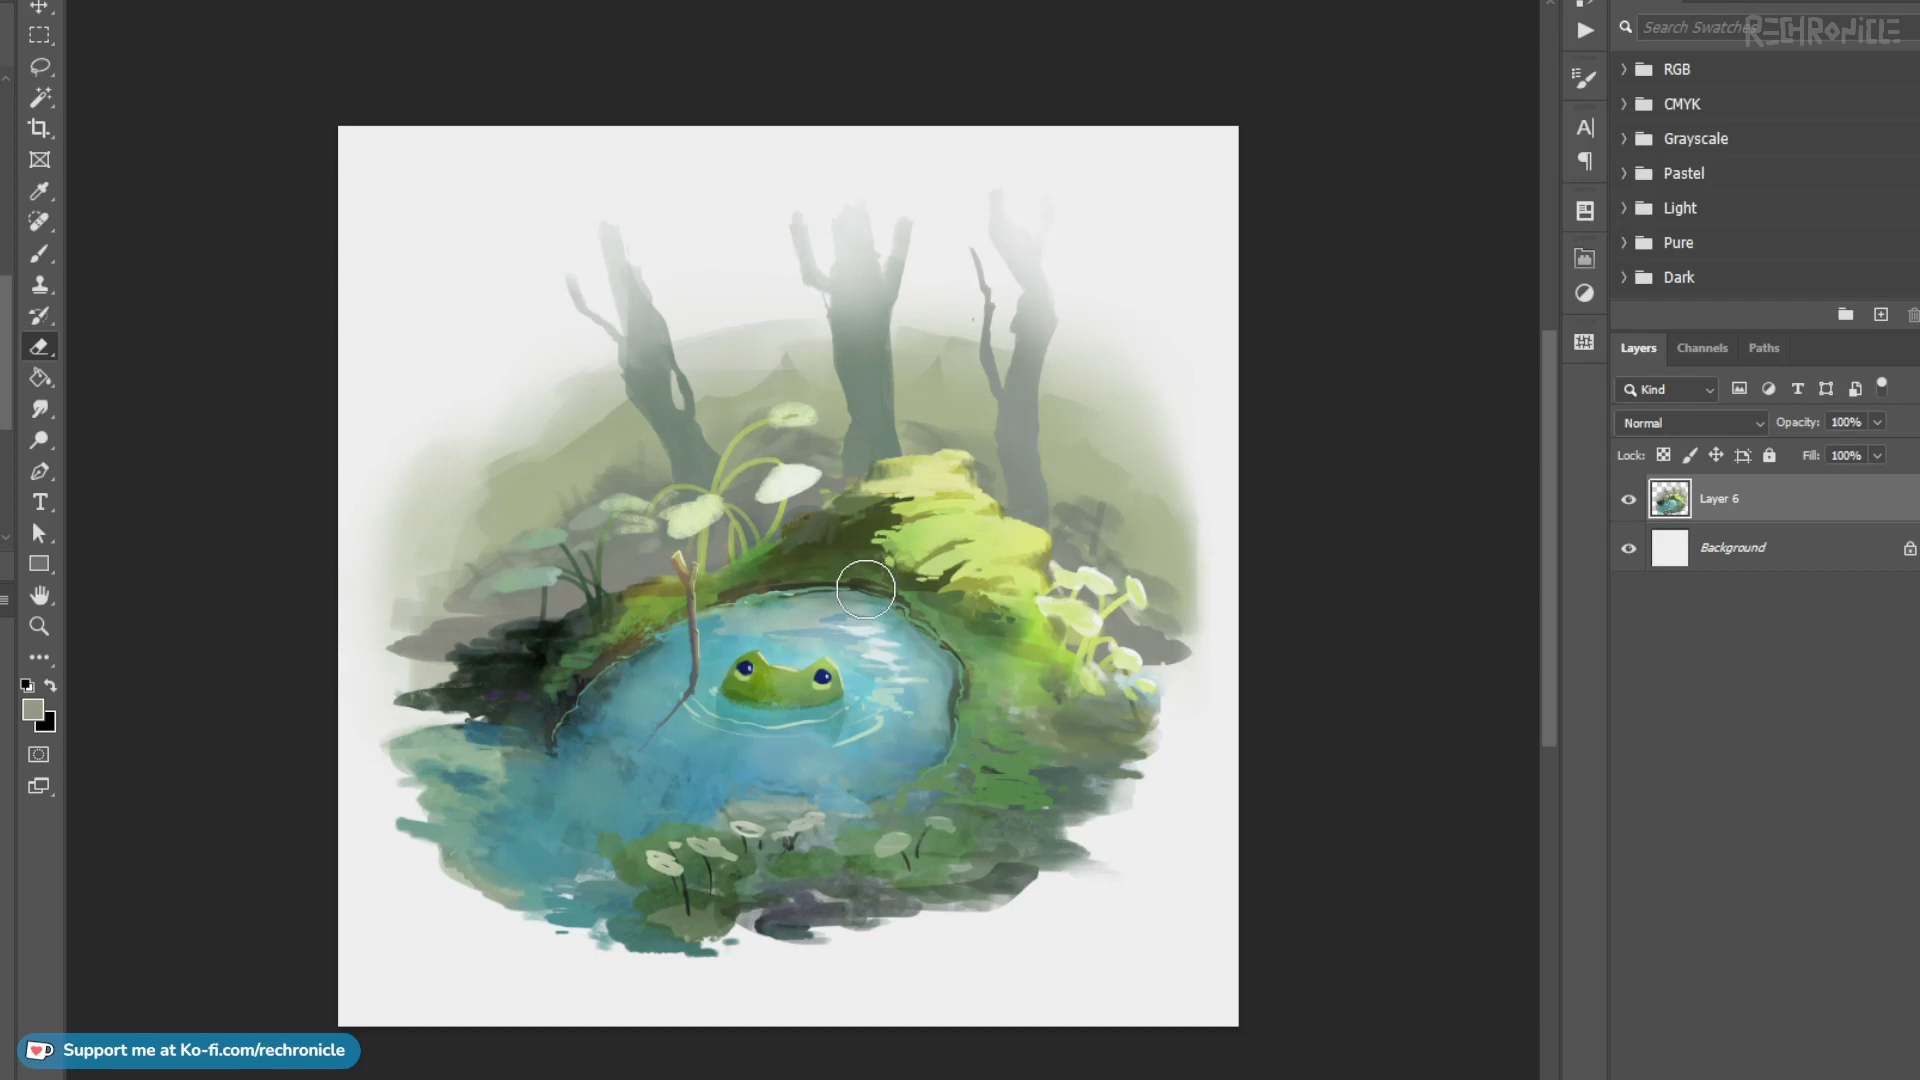 Search Swatches
RECHRONICLE
RGB
CMYK
Grayscale
Pastel
Light
Pure
Dark
Layers Channels Paths
Kind
Normal Opacity: 100%
Lock: Fill: 100%
Layer 6
Background
Support me at Ko-fi.com/rechronicle